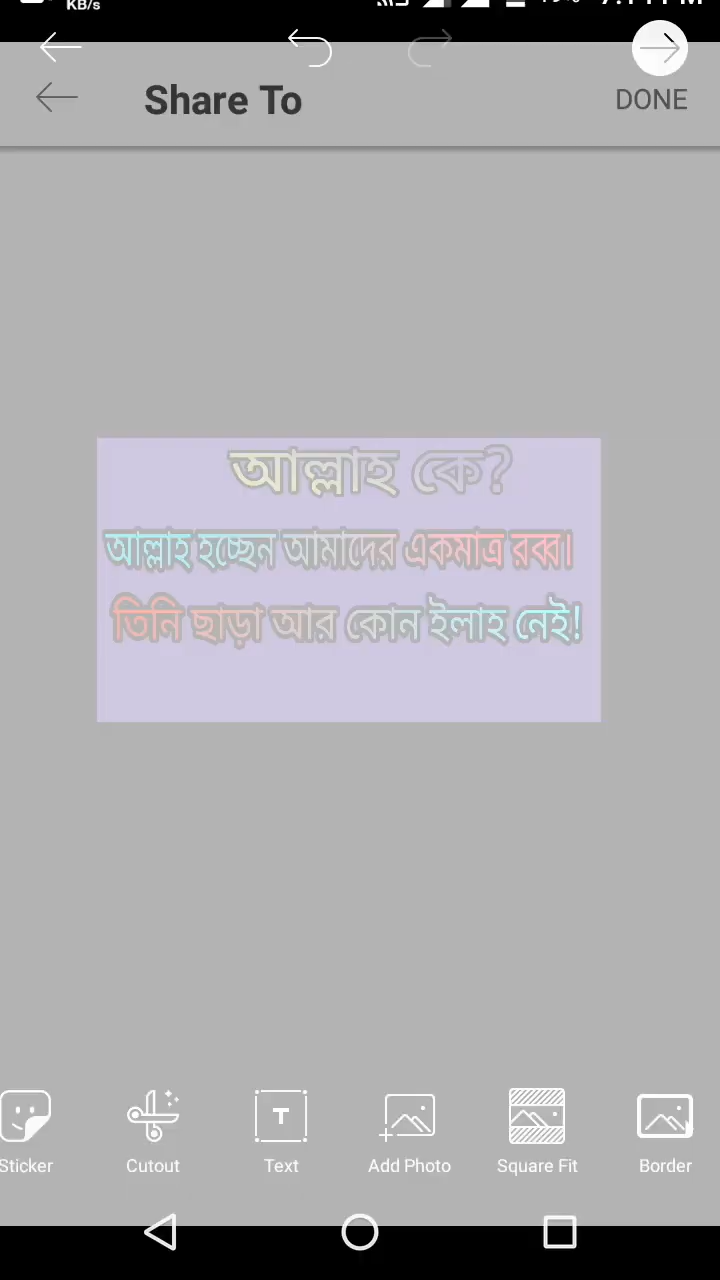 KB/s
Share To
DONE
আল্লাহ কে?
আল্লাহ হচ্ছেন আমাদের একমাত্র রব্ব।
তিনি ছাড়া আর কোন ইলাহ নেই!
Sticker
Cutout
Text
Add Photo
Square Fit
Border